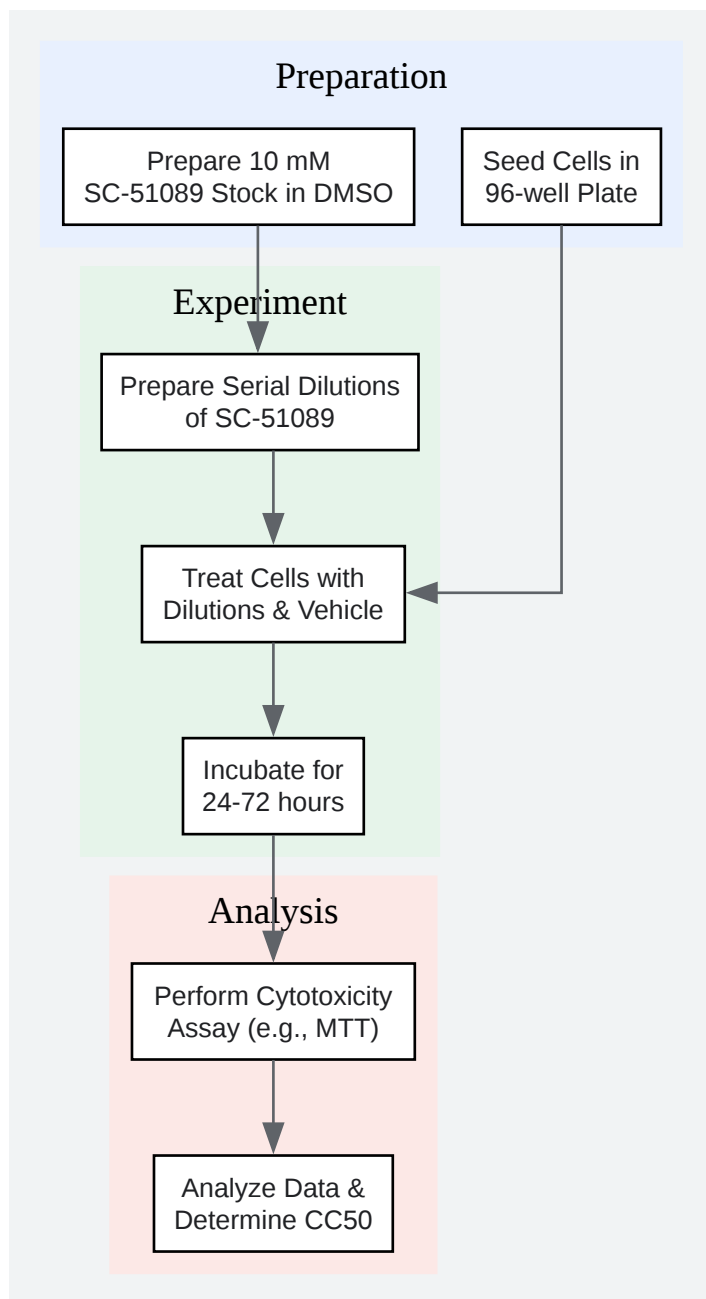 Preparation
Prepare 10 mM
SC-51089 Stock in DMSO
Seed Cells in
96-well Plate
Experiment
Prepare Serial Dilutions
of SC-51089
Treat Cells with
Dilutions & Vehicle
Incubate for
24-72 hours
Analysis
Perform Cytotoxicity
Assay (e.g., MTT)
Analyze Data &
Determine CC50